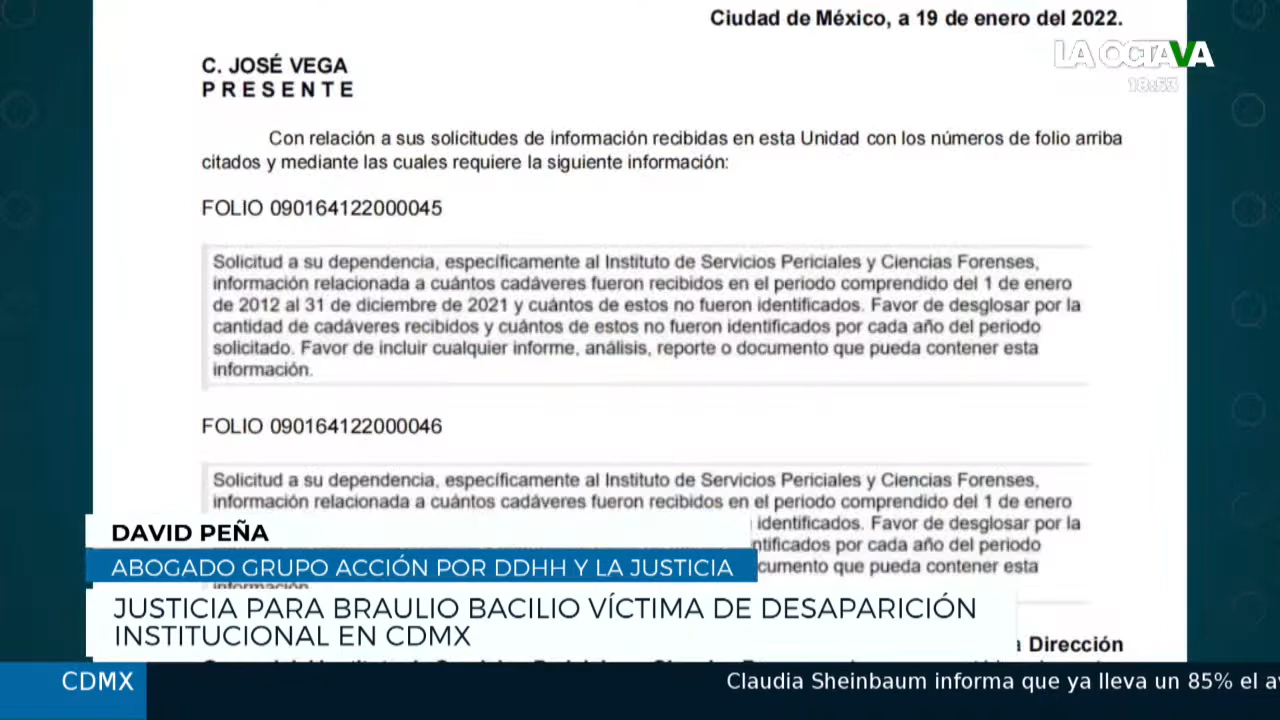 Ciudad de México, a 19 de enero del 2022.
LA OCTAVA
18:53
C. JOSÉ VEGA
P R E S E N T E
Con relación a sus solicitudes de información recibidas en esta Unidad con los números de folio arriba
citados y mediante las cuales requiere la siguiente información:
FOLIO 090164122000045
Solicitud a su dependencia, específicamente al Instituto de Servicios Periciales y Ciencias Forenses,
información relacionada a cuántos cadáveres fueron recibidos en el periodo comprendido del 1 de enero
de 2012 al 31 de diciembre de 2021 y cuántos de estos no fueron identificados. Favor de desglosar por la
cantidad de cadáveres recibidos y cuántos de estos no fueron identificados por cada año del periodo
solicitado. Favor de incluir cualquier informe, análisis, reporte o documento que pueda contener esta
información.
FOLIO 090164122000046
Solicitud a su dependencia, específicamente al Instituto de Servicios Periciales y Ciencias Forenses,
información relacionada a cuántos cadáveres fueron recibidos en el periodo comprendido del 1 de enero
identificados. Favor de desglosar por la
entificados por cada año del periodo
cumento que pueda contener esta
Dirección
DAVID PEÑA
ABOGADO GRUPO ACCIÓN POR DDHH Y LA JUSTICIA
JUSTICIA PARA BRAULIO BACILIO VÍCTIMA DE DESAPARICIÓN
INSTITUCIONAL EN CDMX
CDMX
Claudia Sheinbaum informa que ya lleva un 85% el a